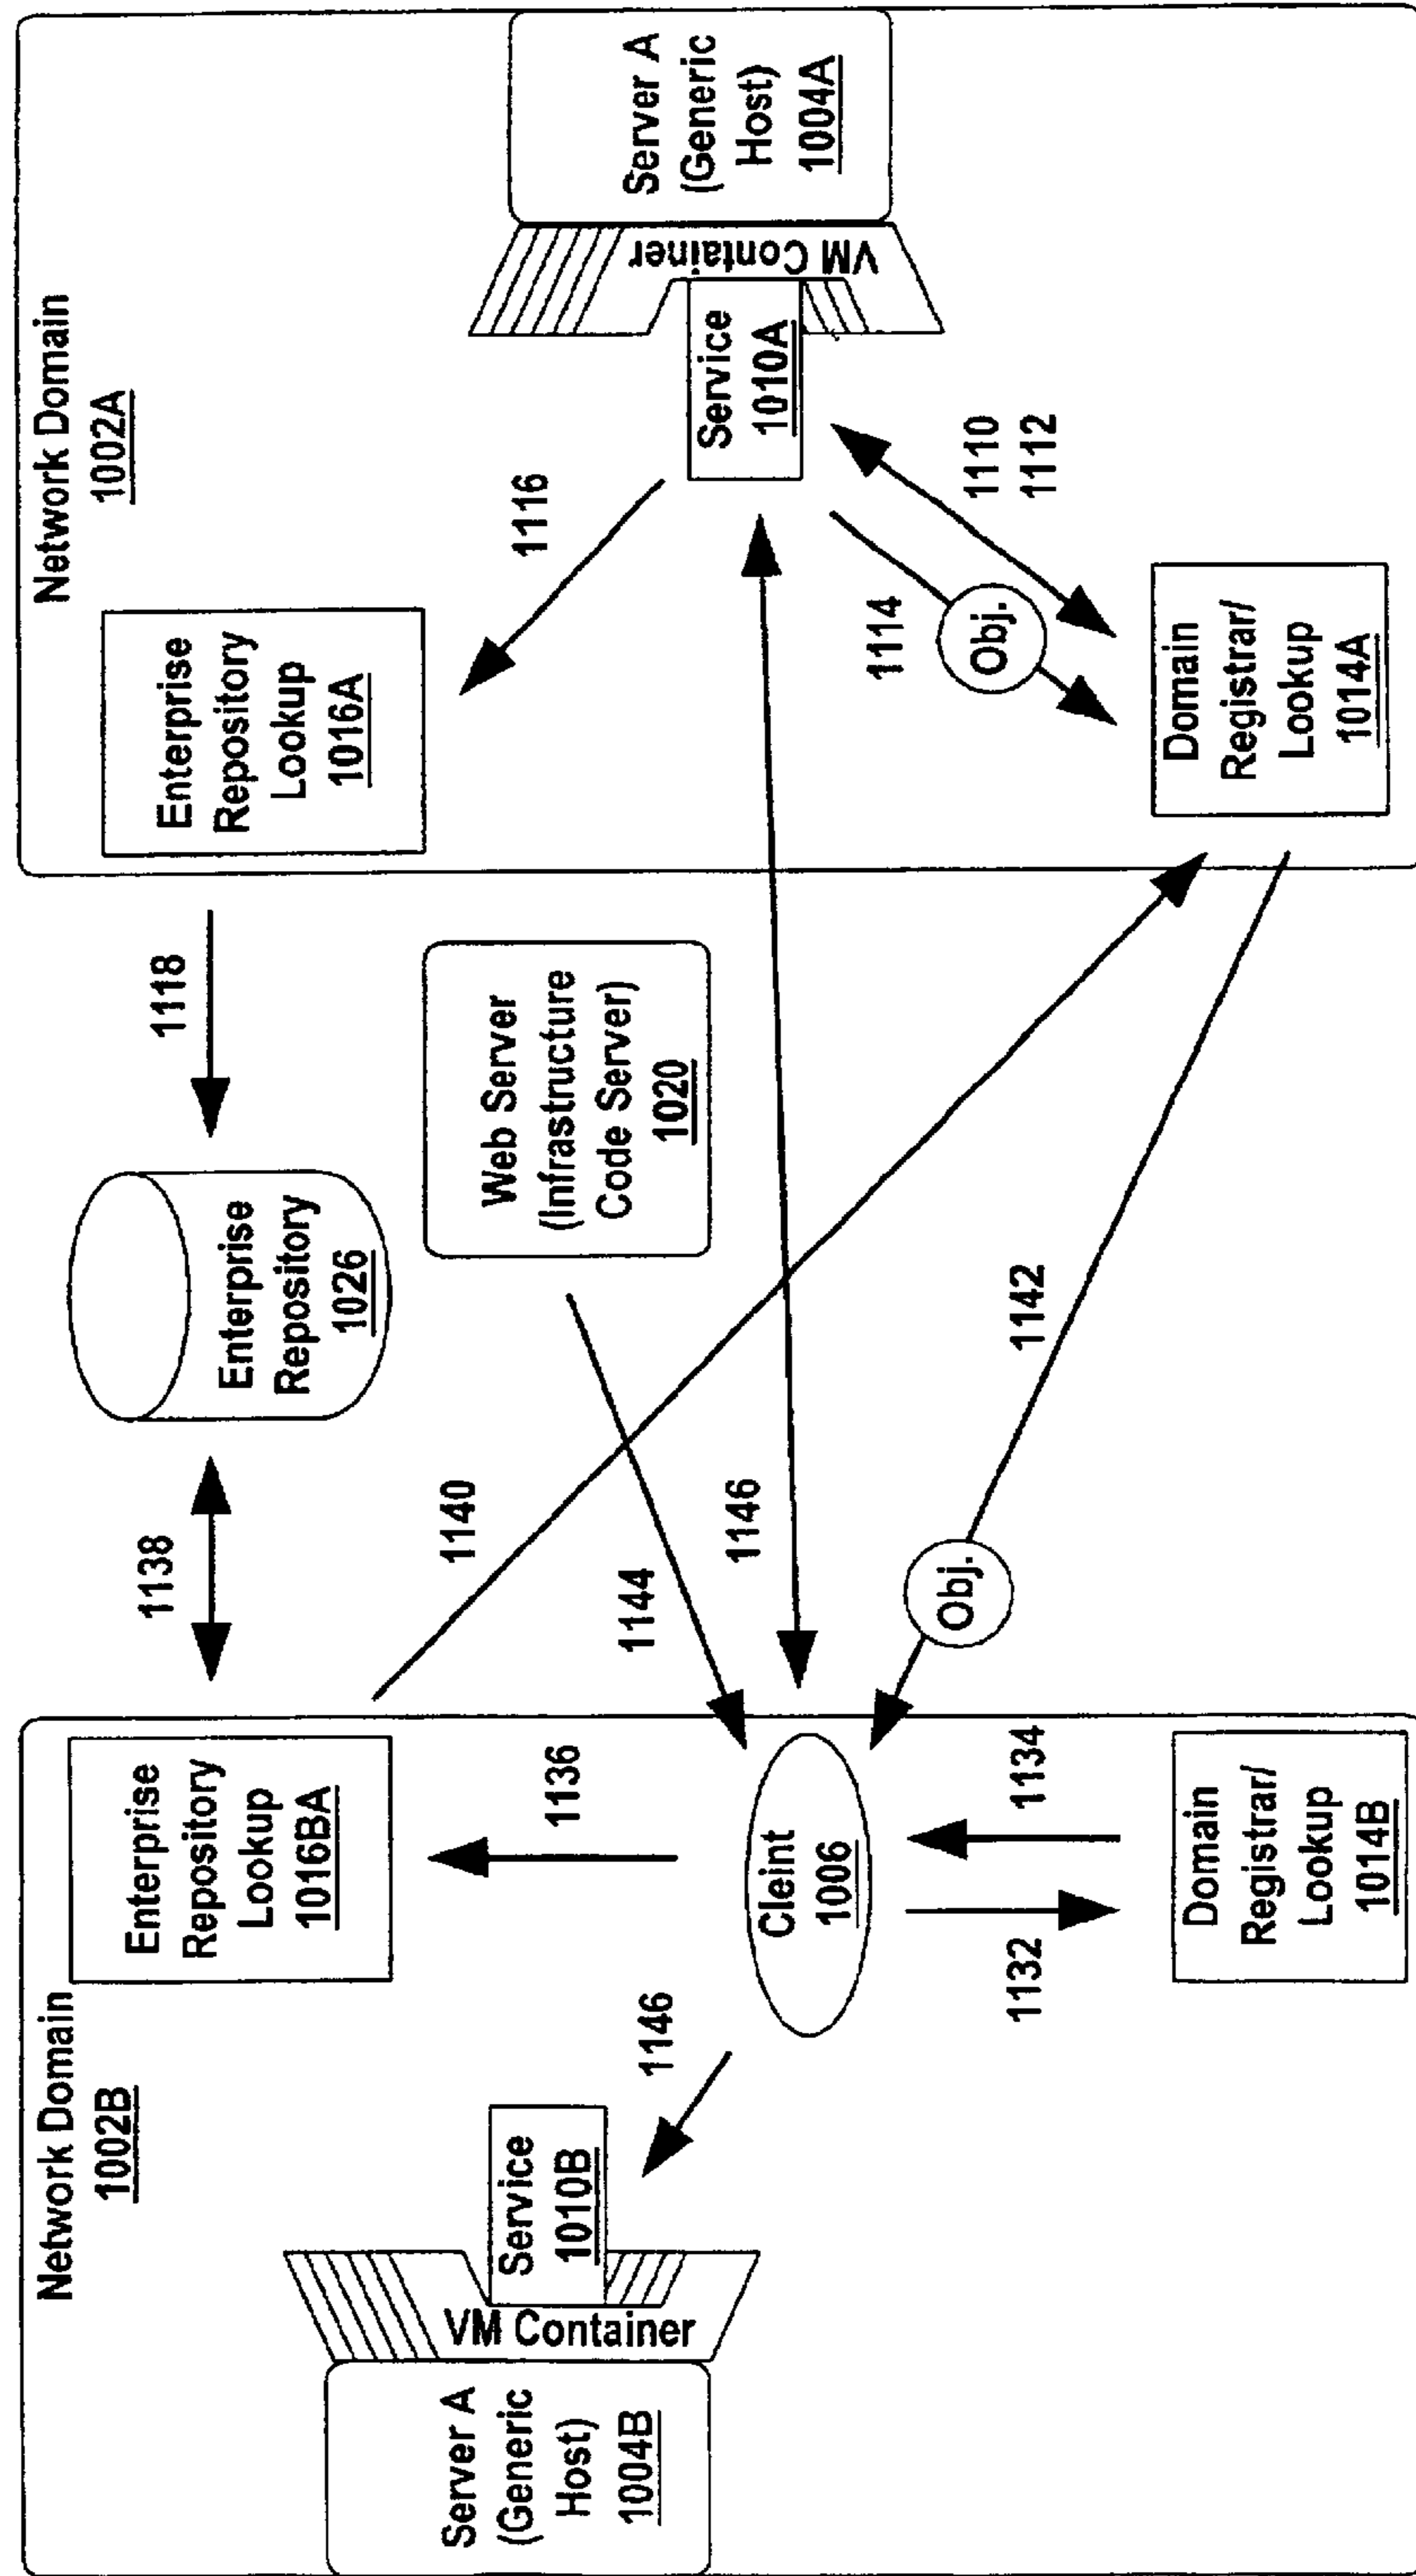 Network Domain
1002B
Server A
(Generic
Host)
1004B
VM Container
Service
1010B
1146
Enterprise
Repository
Lookup
1016BA
1136
Cleint
1006
1132
1134
Domain
Registrar/
Lookup
1014B
1138
Enterprise
Repository
1026
1118
1140
Web Server
(Infrastructure
Code Server)
1020
1144
1146
Obj.
1142
Network Domain
1002A
Enterprise
Repository
Lookup
1016A
1116
Service
1010A
VM Container
Server A
(Generic
Host)
1004A
1114
Obj.
1110
1112
Domain
Registrar/
Lookup
1014A